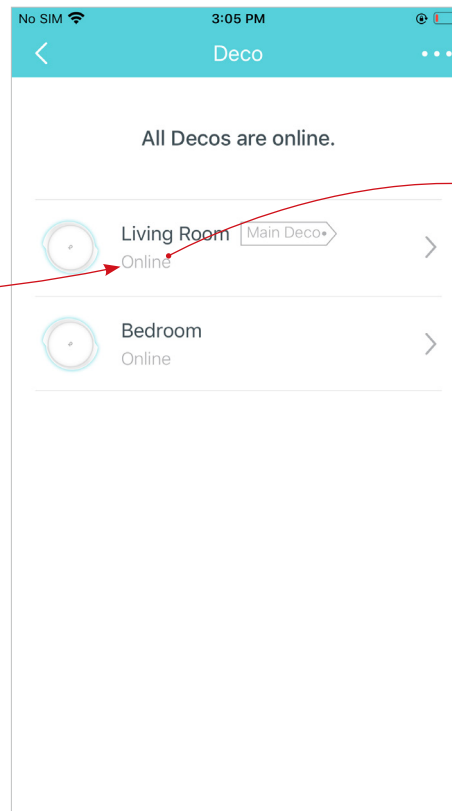 No SIM 3:05 PM
Deco
All Decos are online.
Living Room Main Deco
Online
Bedroom
Online